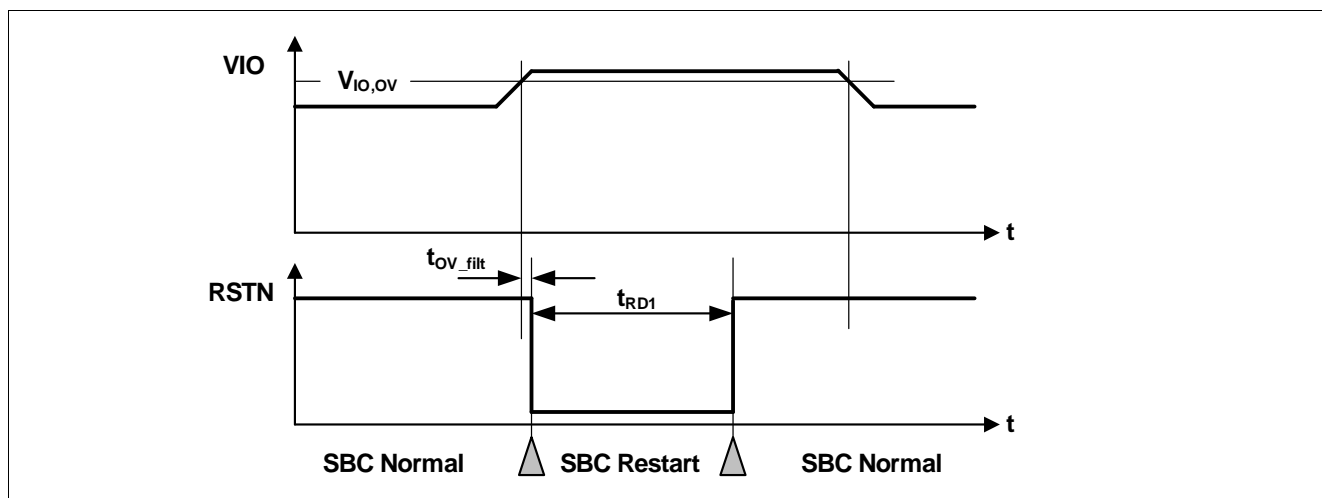 VIO
VIO,OV
t
tOV_filt
RSTN
tRD1
t
SBC Normal SBC Restart SBC Normal